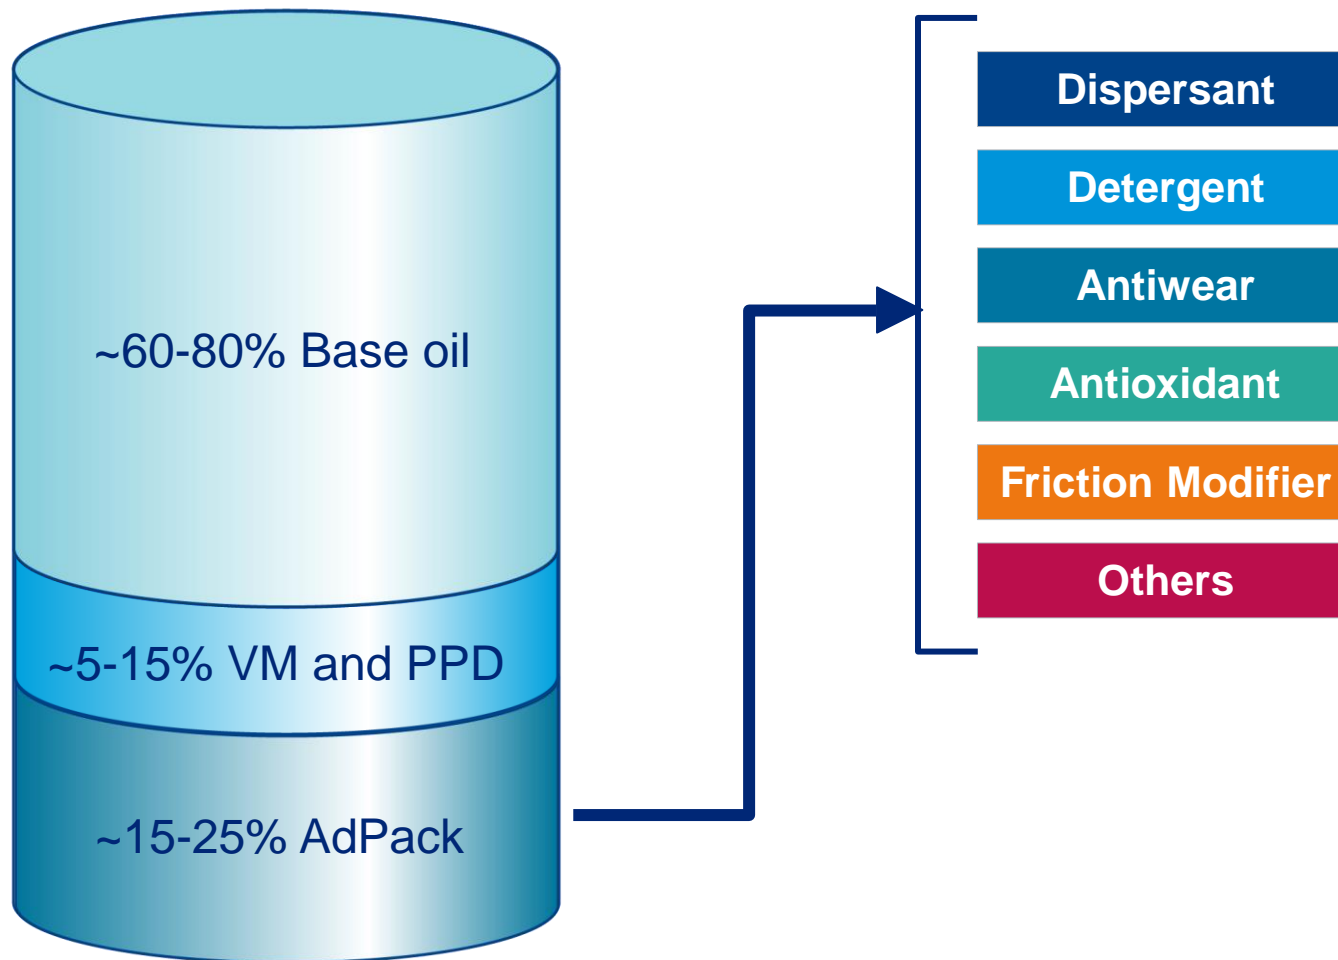 ~60-80% Base oil
~5-15% VM and PPD
~15-25% AdPack
Dispersant
Detergent
Antiwear
Antioxidant
Friction Modifier
Others